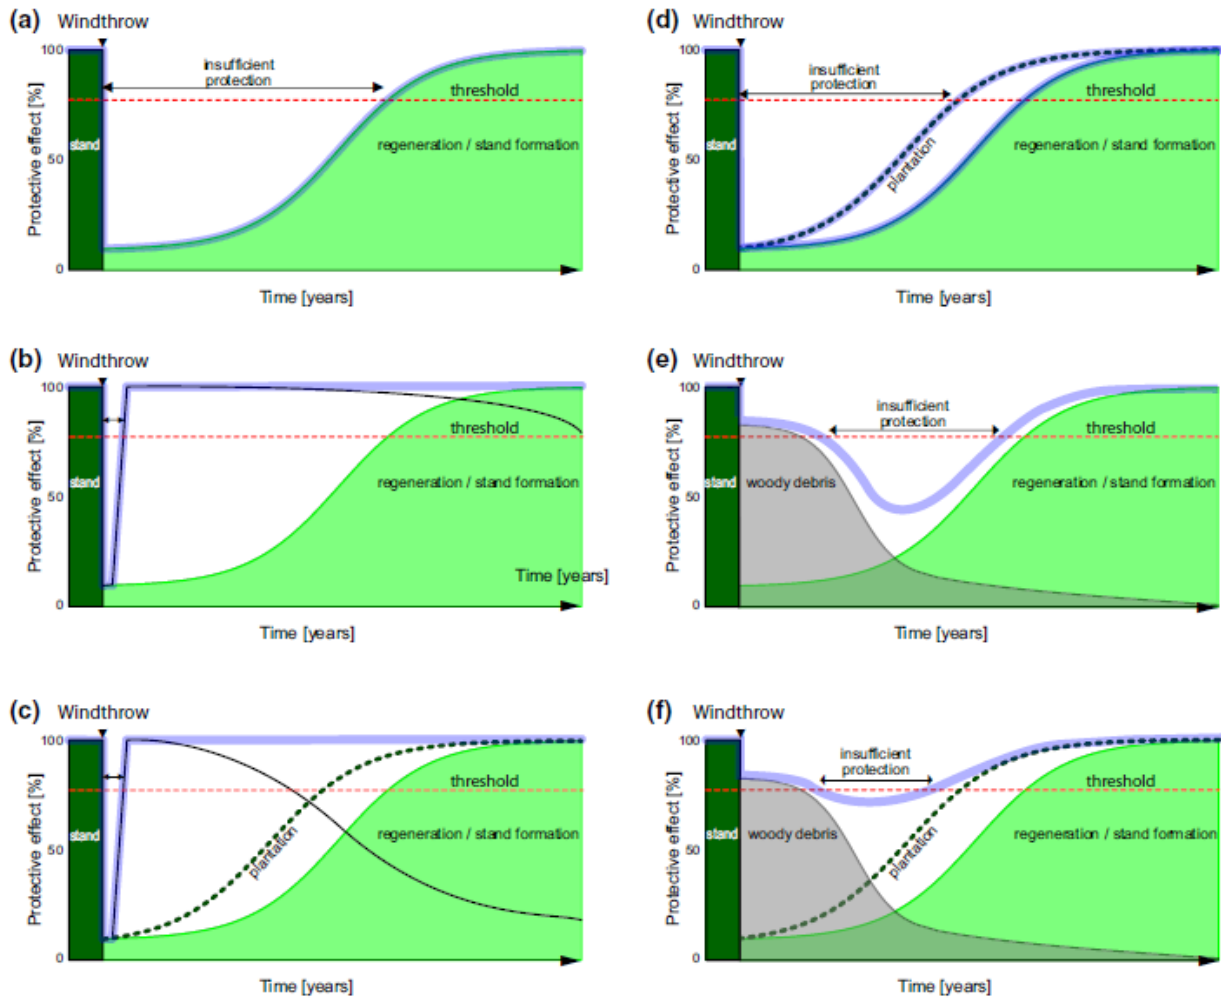 (a) Windthrow
100
insufficient
protection
threshold
stand
regeneration / stand formation
50
0
Protective effect [%]
Time [years]
(d) Windthrow
100
insufficient
protection
threshold
stand
regeneration / stand formation
plantation
50
0
Protective effect [%]
Time [years]
(b) Windthrow
100
threshold
stand
regeneration / stand formation
50
Time [years]
0
Protective effect [%]
Time [years]
(e) Windthrow
100
insufficient
protection
threshold
stand
woody debris
regeneration / stand formation
50
0
Protective effect [%]
Time [years]
(c) Windthrow
100
threshold
stand
plantation
regeneration / stand formation
50
0
Protective effect [%]
Time [years]
(f) Windthrow
100
insufficient
protection
threshold
stand
woody debris
plantation
regeneration / stand formation
50
0
Protective effect [%]
Time [years]